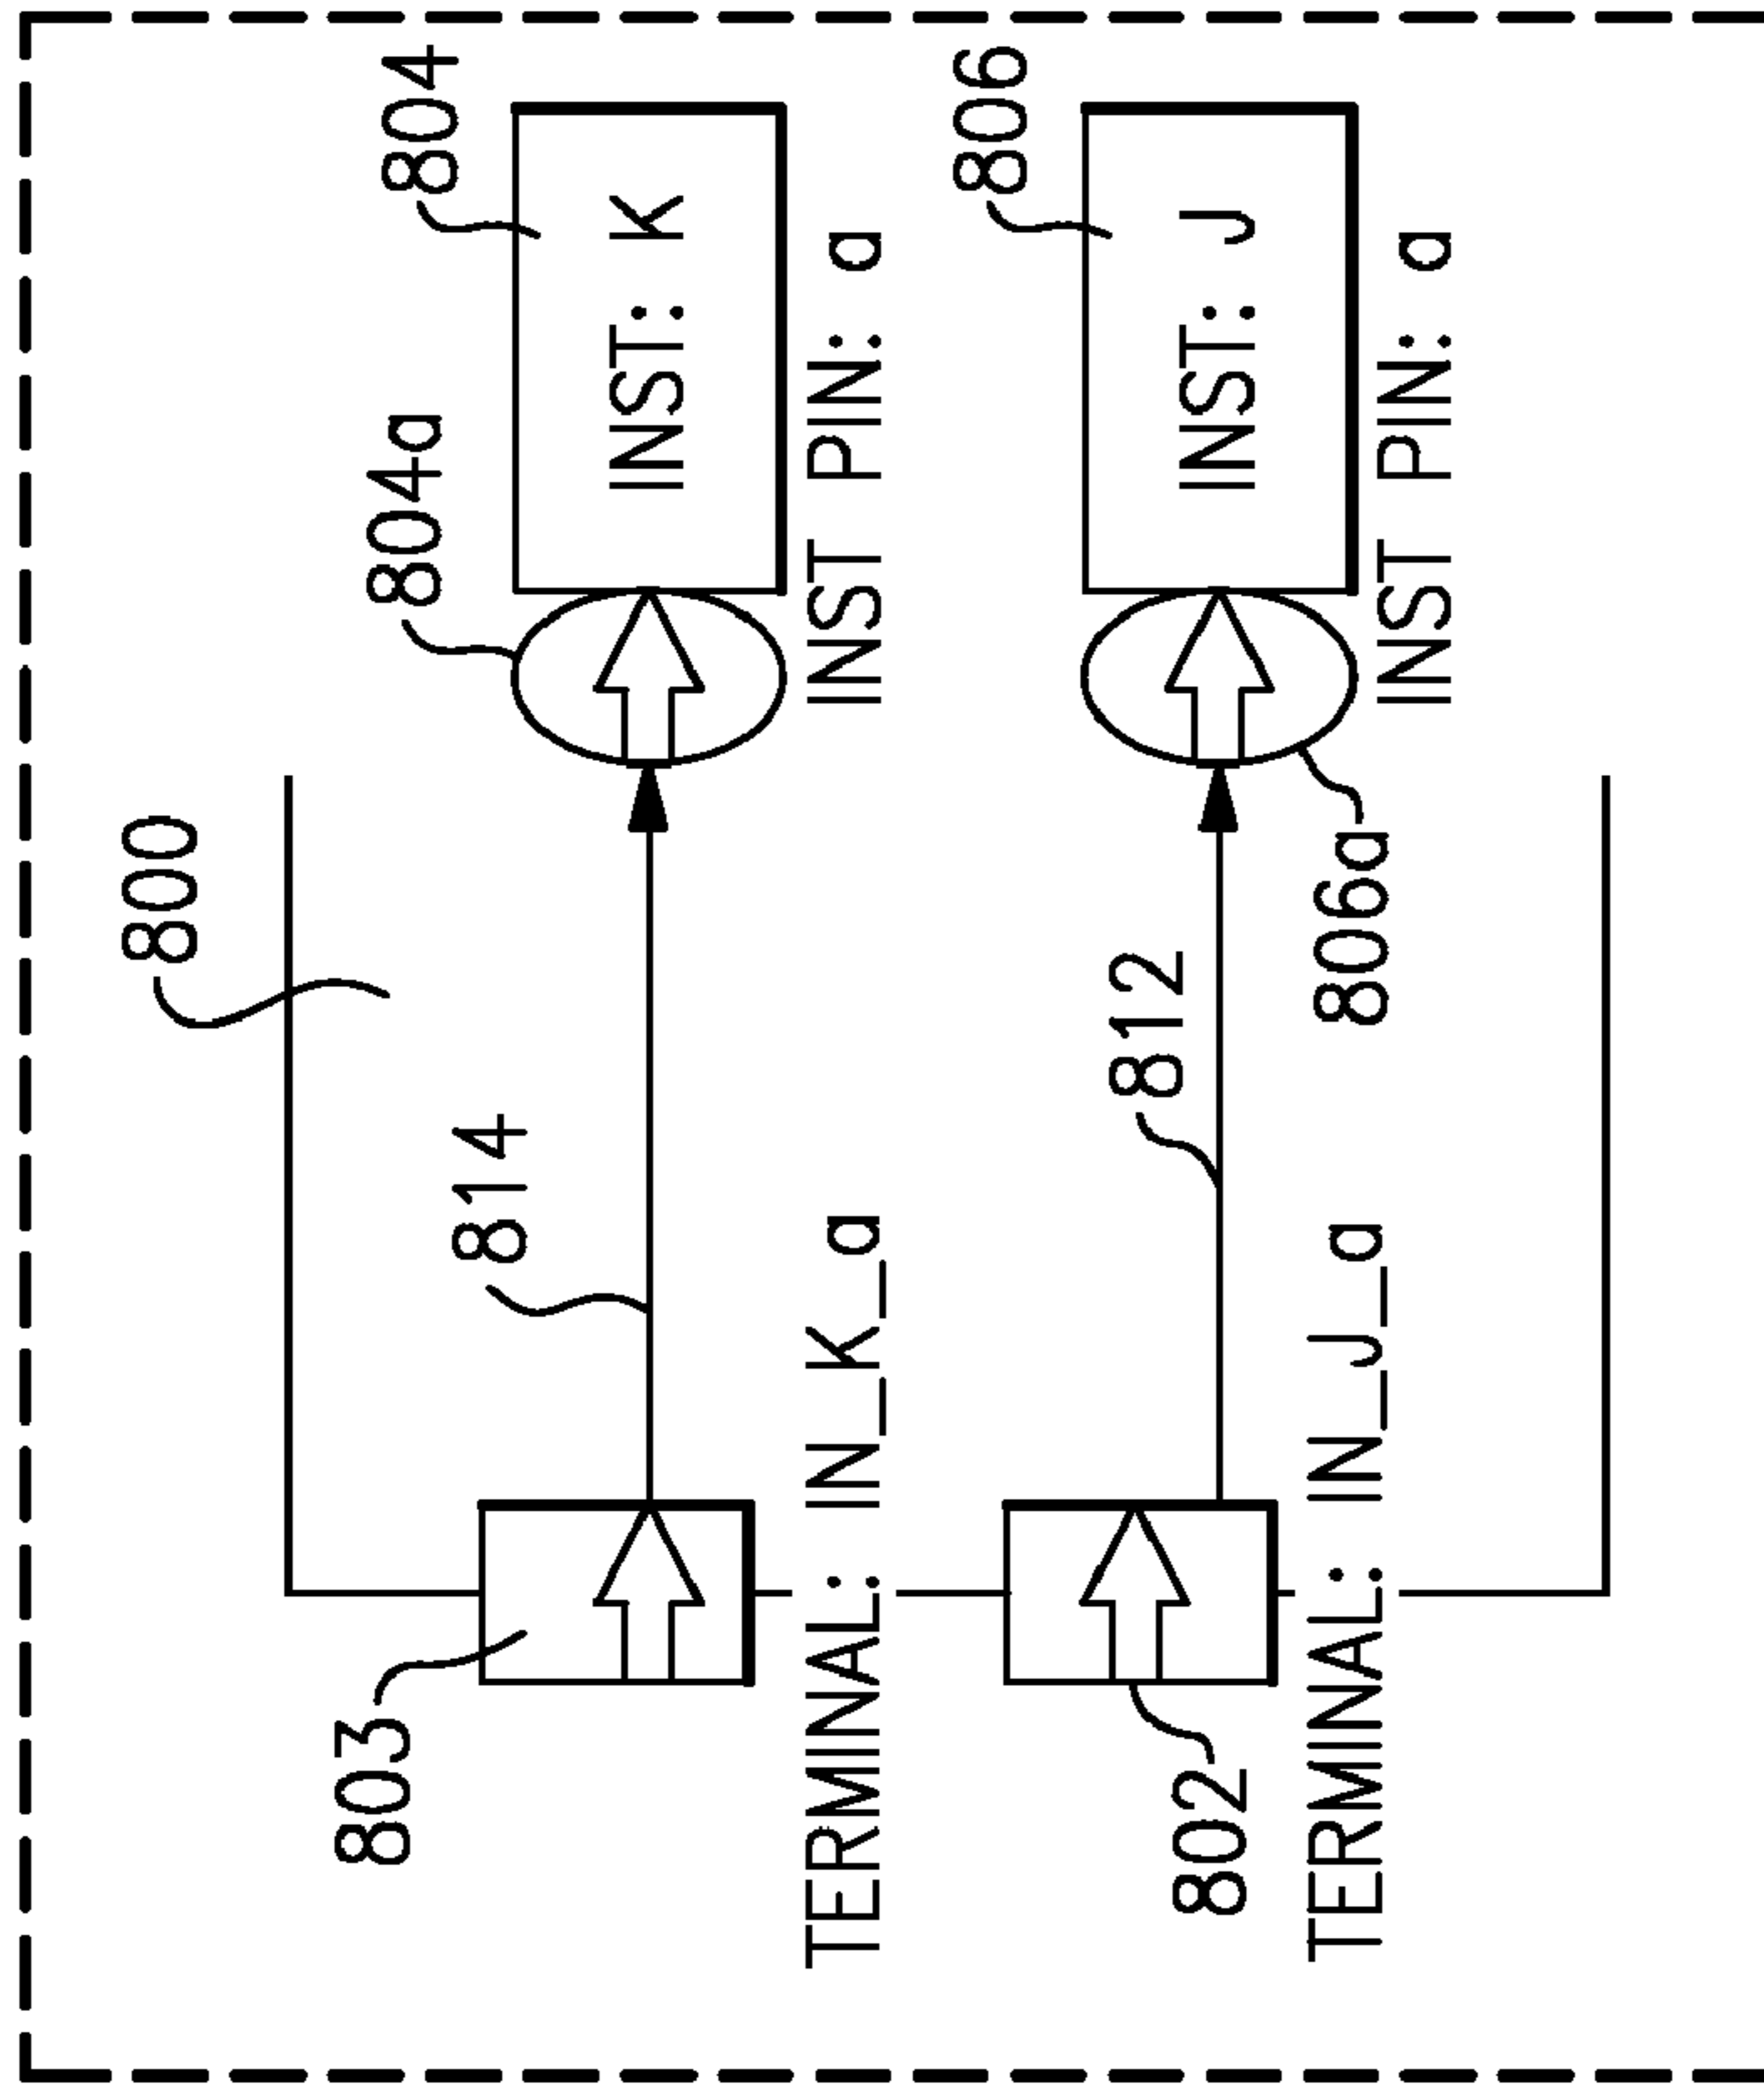 800
804
804a
814
803
INST: K
INST PIN: a
TERMINAL: IN_K_a
806
812
INST: J
802
806a
INST PIN: a
TERMINAL: IN_J_a